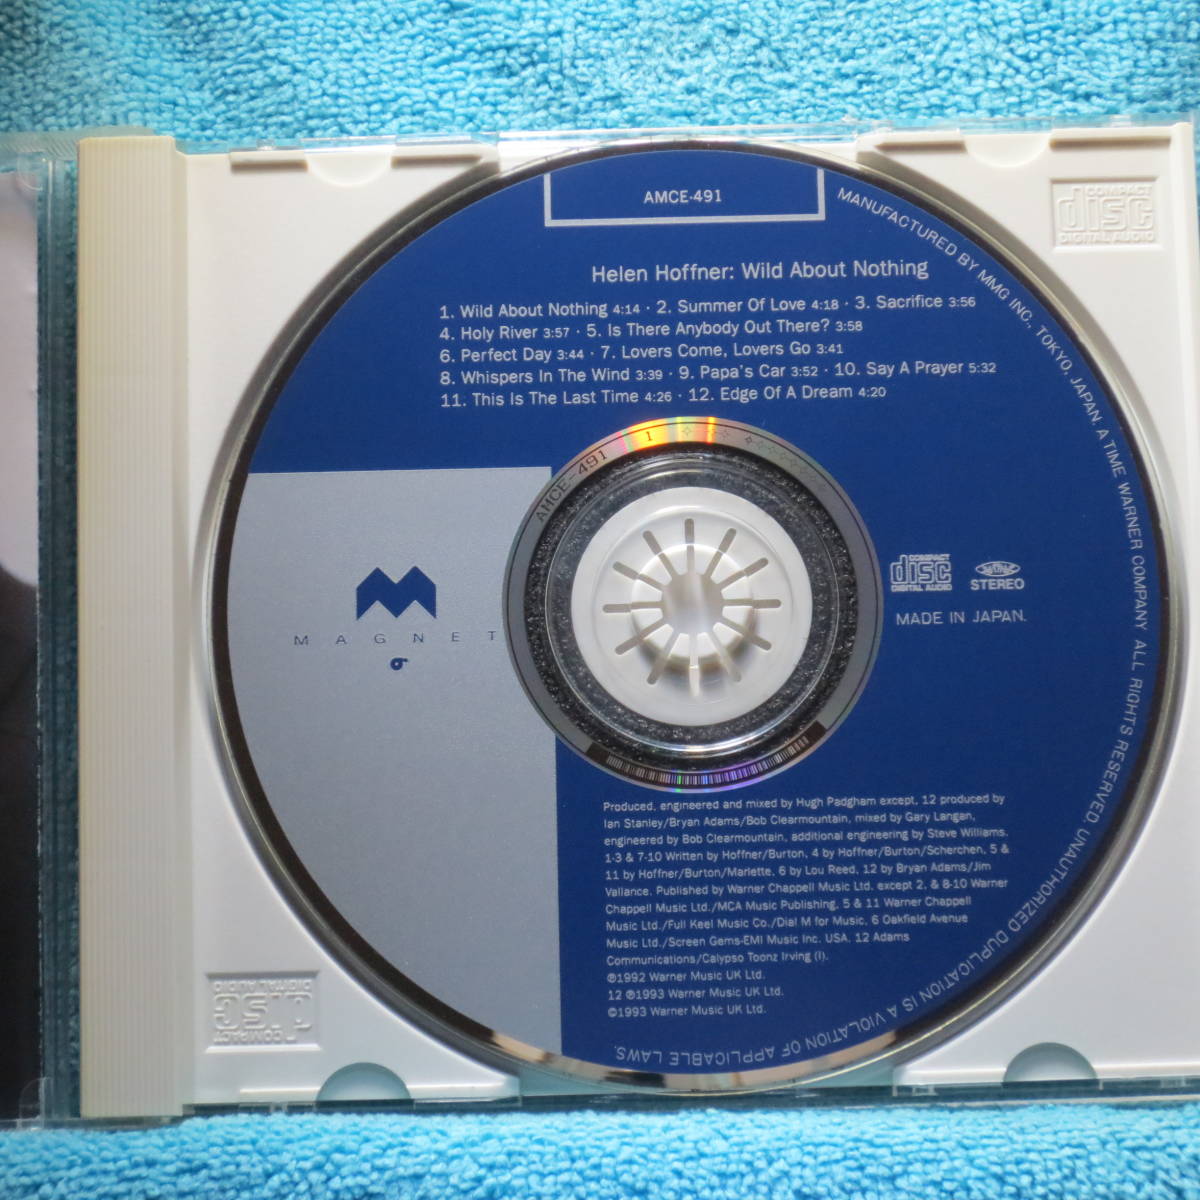 AMCE-491
Helen Hoffner: Wild About Nothing
1. Wild About Nothing 4:14 · 2. Summer Of Love 4:18 · 3. Sacrifice 3:56
4. Holy River 3:57 · 5. Is There Anybody Out There? 3:58
6. Perfect Day 3:44 · 7. Lovers Come, Lovers Go 3:41
8. Whispers In The Wind 3:39 · 9. Papa's Car 3:52 · 10. Say A Prayer 5:32
11. This Is The Last Time 4:26 · 12. Edge Of A Dream 4:20
MANUFACTURED BY MMG INC., TOKYO, JAPAN. A TIME WARNER COMPANY ALL RIGHTS RESERVED. UNAUTHORIZED DUPLICATION IS A VIOLATION OF APPLICABLE LAWS.
COMPACT
disc
DIGITAL AUDIO
AMCE-491 1
MAGNET
COMPACT
disc
DIGITAL AUDIO
STEREO
MADE IN JAPAN.
Produced, engineered and mixed by Hugh Padgham except, 12 produced by
Ian Stanley/Bryan Adams/Bob Clearmountain, mixed by Gary Langan,
engineered by Bob Clearmountain, additional engineering by Steve Williams.
1-3 & 7-10 Written by Hoffner/Burton, 4 by Hoffner/Burton/Scherchen, 5 &
11 by Hoffner/Burton/Marlette, 6 by Lou Reed, 12 by Bryan Adams/Jim
Vallance. Published by Warner Chappell Music Ltd. except 2, & 8-10 Warner
Chappell Music Ltd./MCA Music Publishing, 5 & 11 Warner Chappell
Music Ltd./Full Keel Music Co./Dial M for Music, 6 Oakfield Avenue
Music Ltd./Screen Gems-EMI Music Inc. USA, 12 Adams
Communications/Calypso Toonz Irving (I).
℗1992 Warner Music UK Ltd.
12 ℗1993 Warner Music UK Ltd.
©1993 Warner Music UK Ltd.
COMPACT
disc
DIGITAL AUDIO